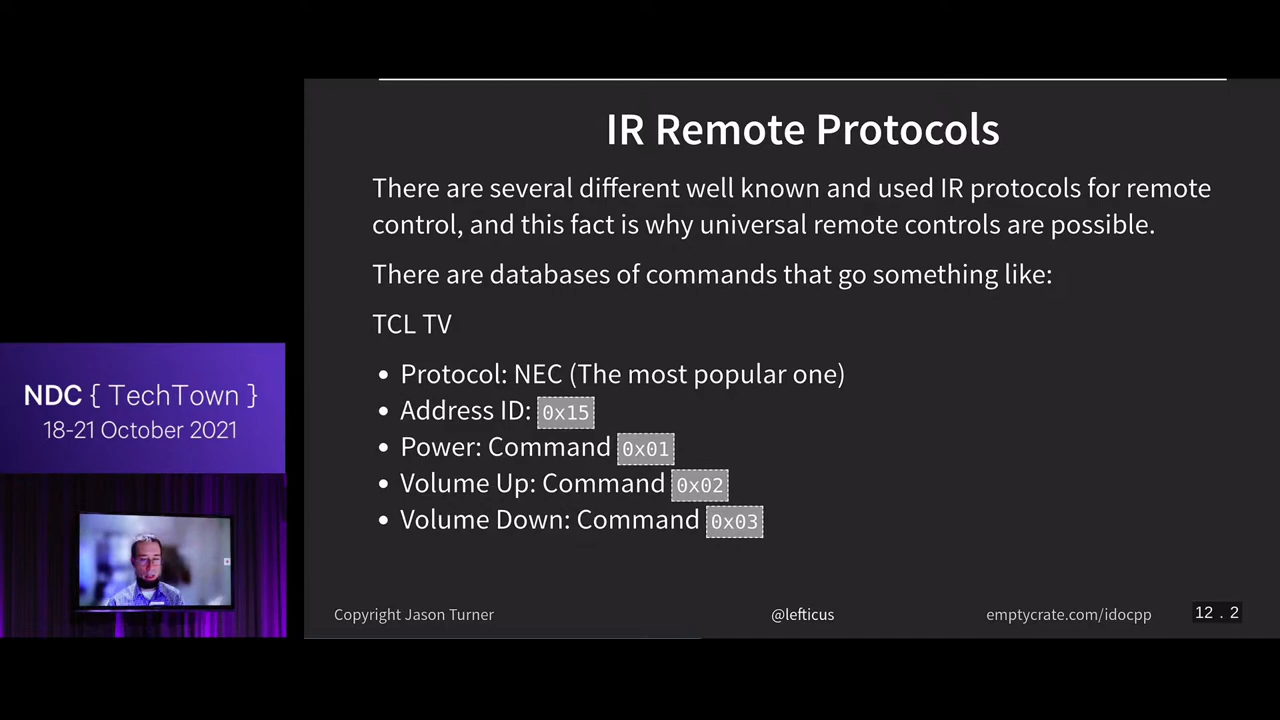 IR Remote Protocols
There are several different well known and used IR protocols for remote
control, and this fact is why universal remote controls are possible.
There are databases of commands that go something like:
TCL TV
• Protocol: NEC (The most popular one)
• Address ID: 0x15
• Power: Command 0x01
• Volume Up: Command 0x02
• Volume Down: Command 0x03
NDC { TechTown }
18-21 October 2021
Copyright Jason Turner
@lefticus
emptycrate.com/idocpp
12 . 2